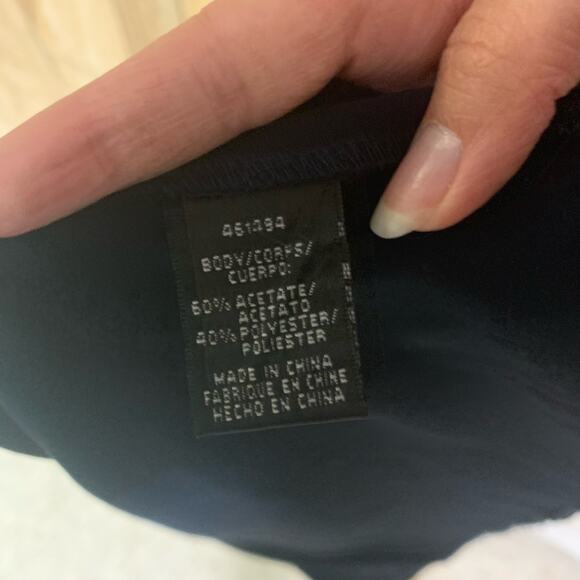 461494
BODY/CORPS/
CUERPO:
60% ACETATE/
ACETATO
40% POLYESTER/
POLIESTER
MADE IN CHINA
FABRIQUE EN CHINE
HECHO EN CHINA